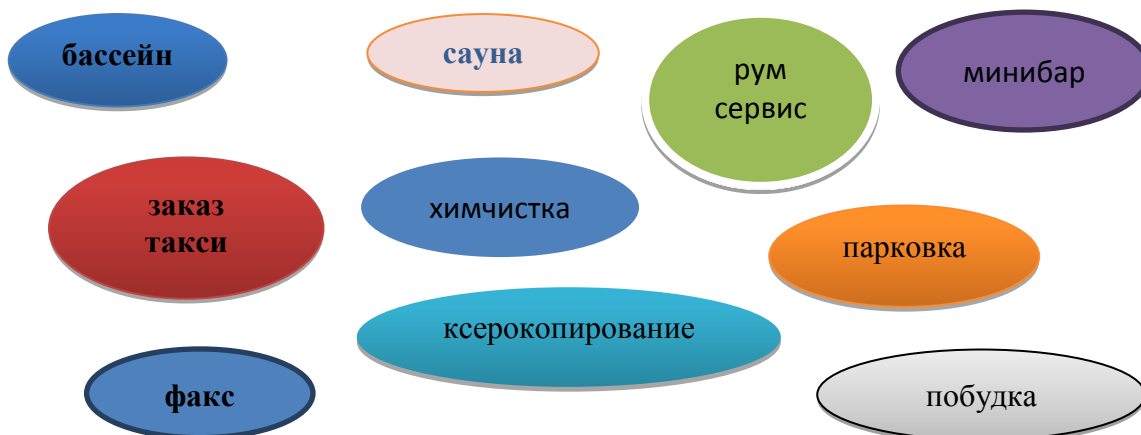 бассейн
сауна
рум
сервис
минибар
заказ
такси
химчистка
парковка
ксерокопирование
факс
побудка